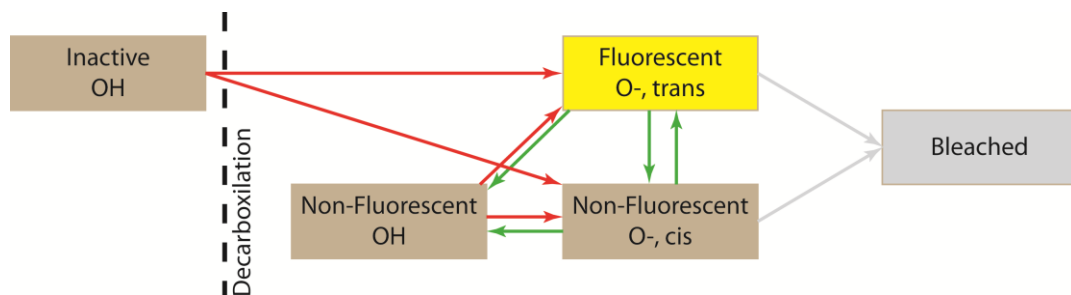 Inactive
OH
Decarboxilation
Fluorescent
O-, trans
Non-Fluorescent
OH
Non-Fluorescent
O-, cis
Bleached